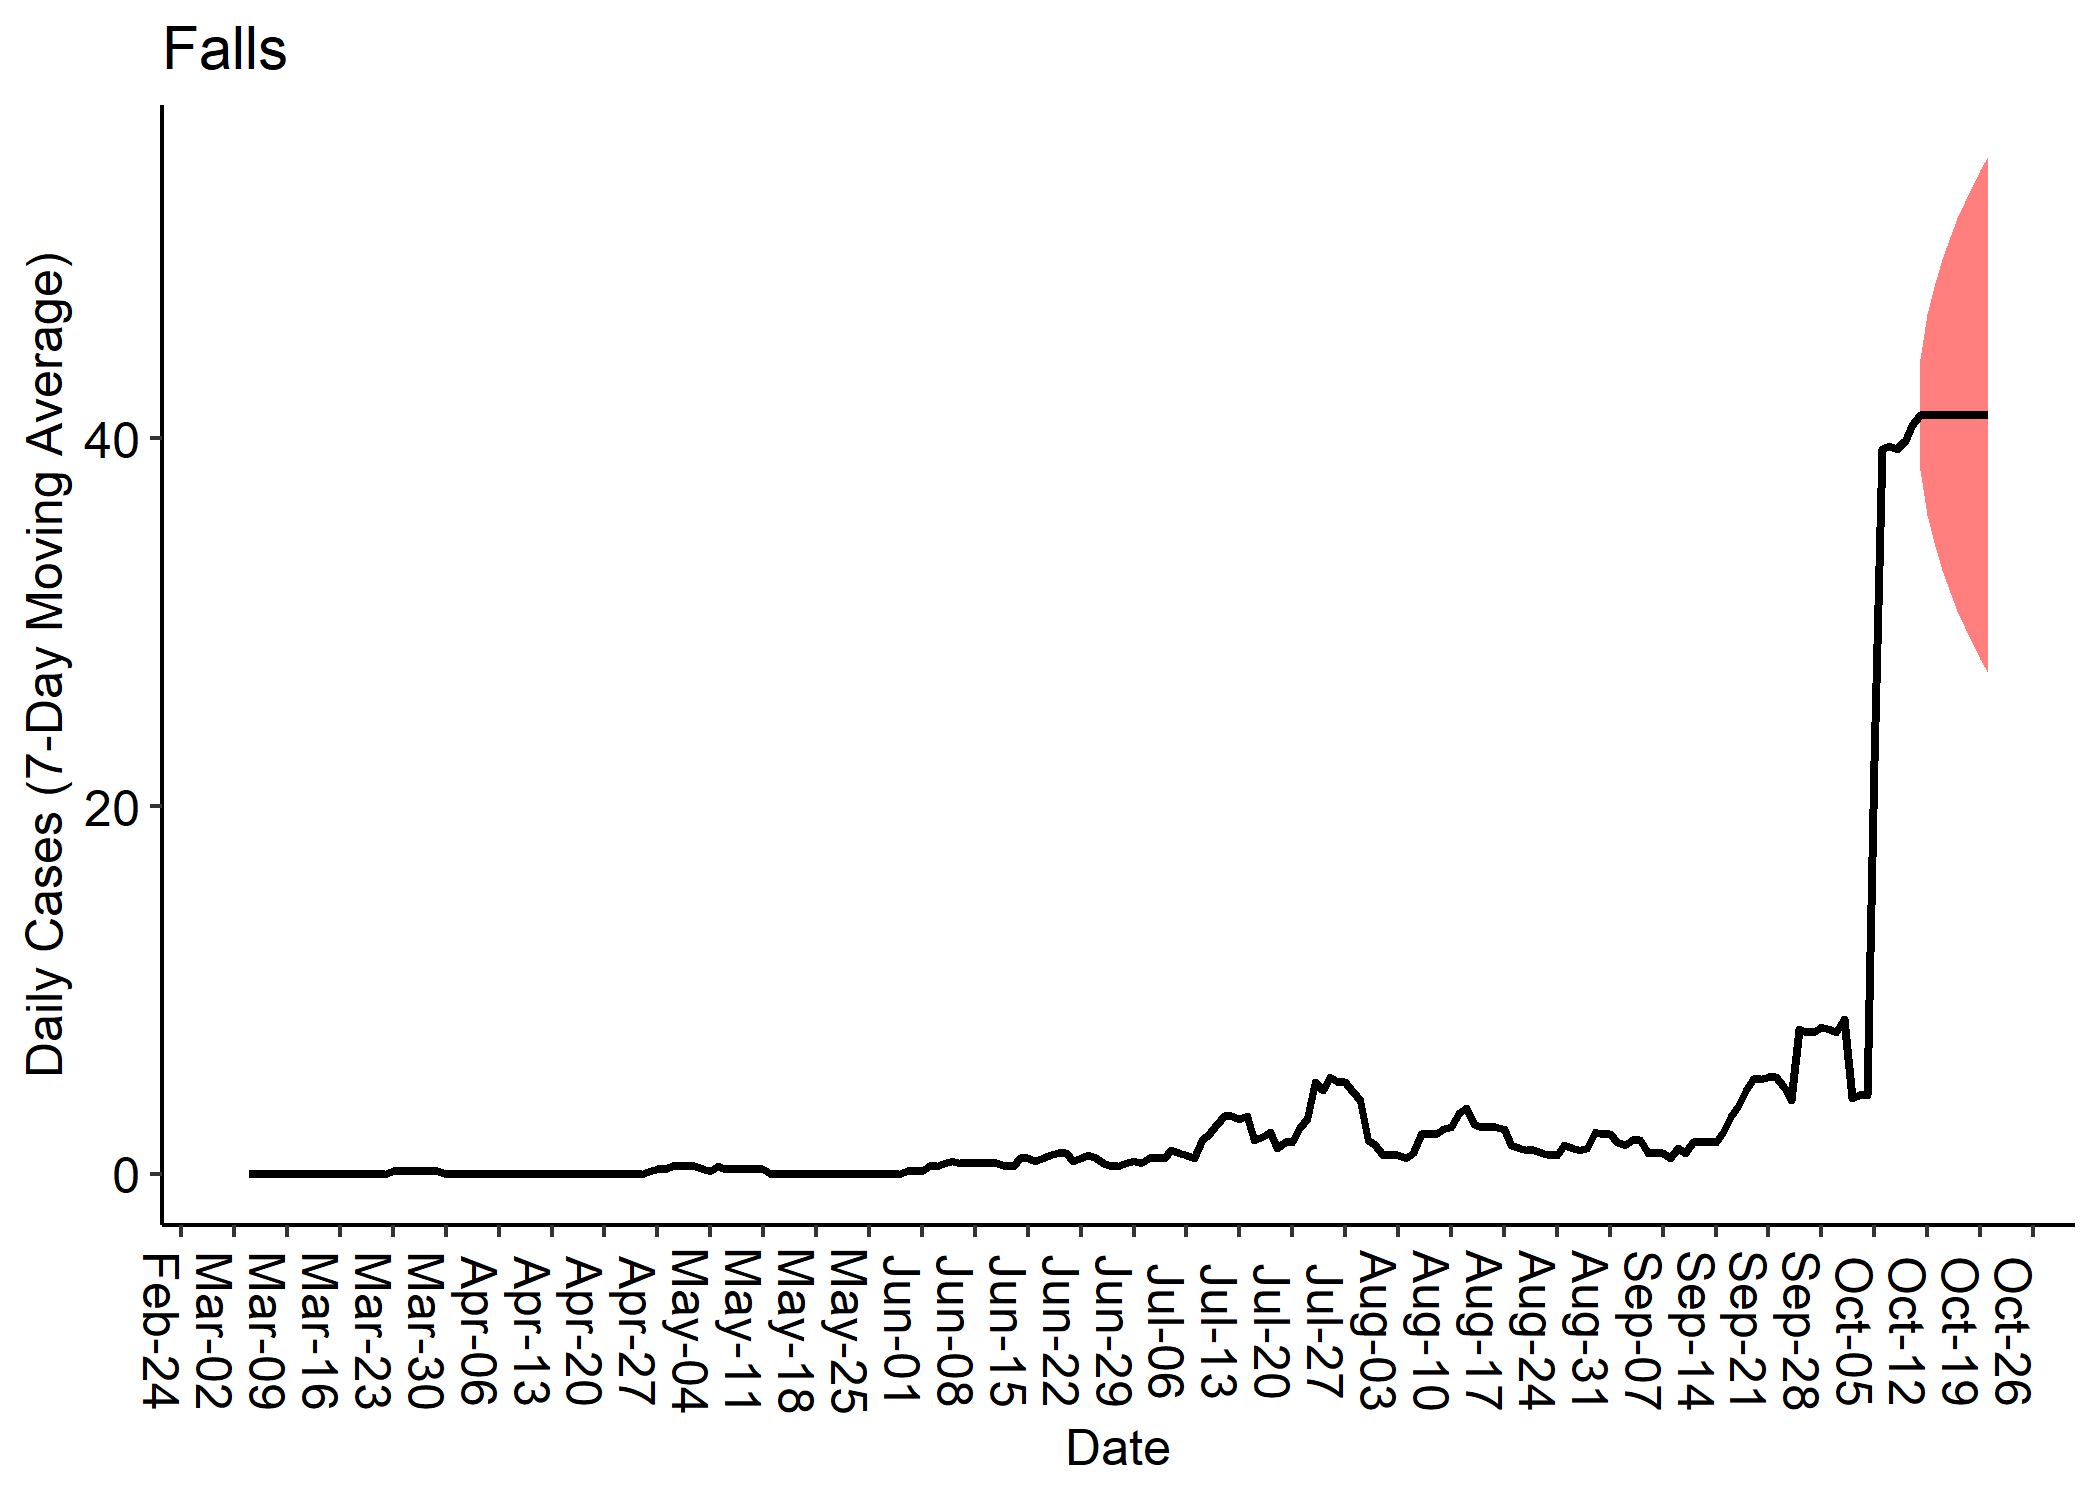 Falls
Daily Cases (7-Day Moving Average)
40
20
0
Feb-24
Mar-02
Mar-09
Mar-16
Mar-23
Mar-30
Apr-06
Apr-13
Apr-20
Apr-27
May-04
May-11
May-18
May-25
Jun-01
Jun-08
Jun-15
Jun-22
Jun-29
Jul-06
Jul-13
Jul-20
Jul-27
Aug-03
Aug-10
Aug-17
Aug-24
Aug-31
Sep-07
Sep-14
Sep-21
Sep-28
Oct-05
Oct-12
Oct-19
Oct-26
Date